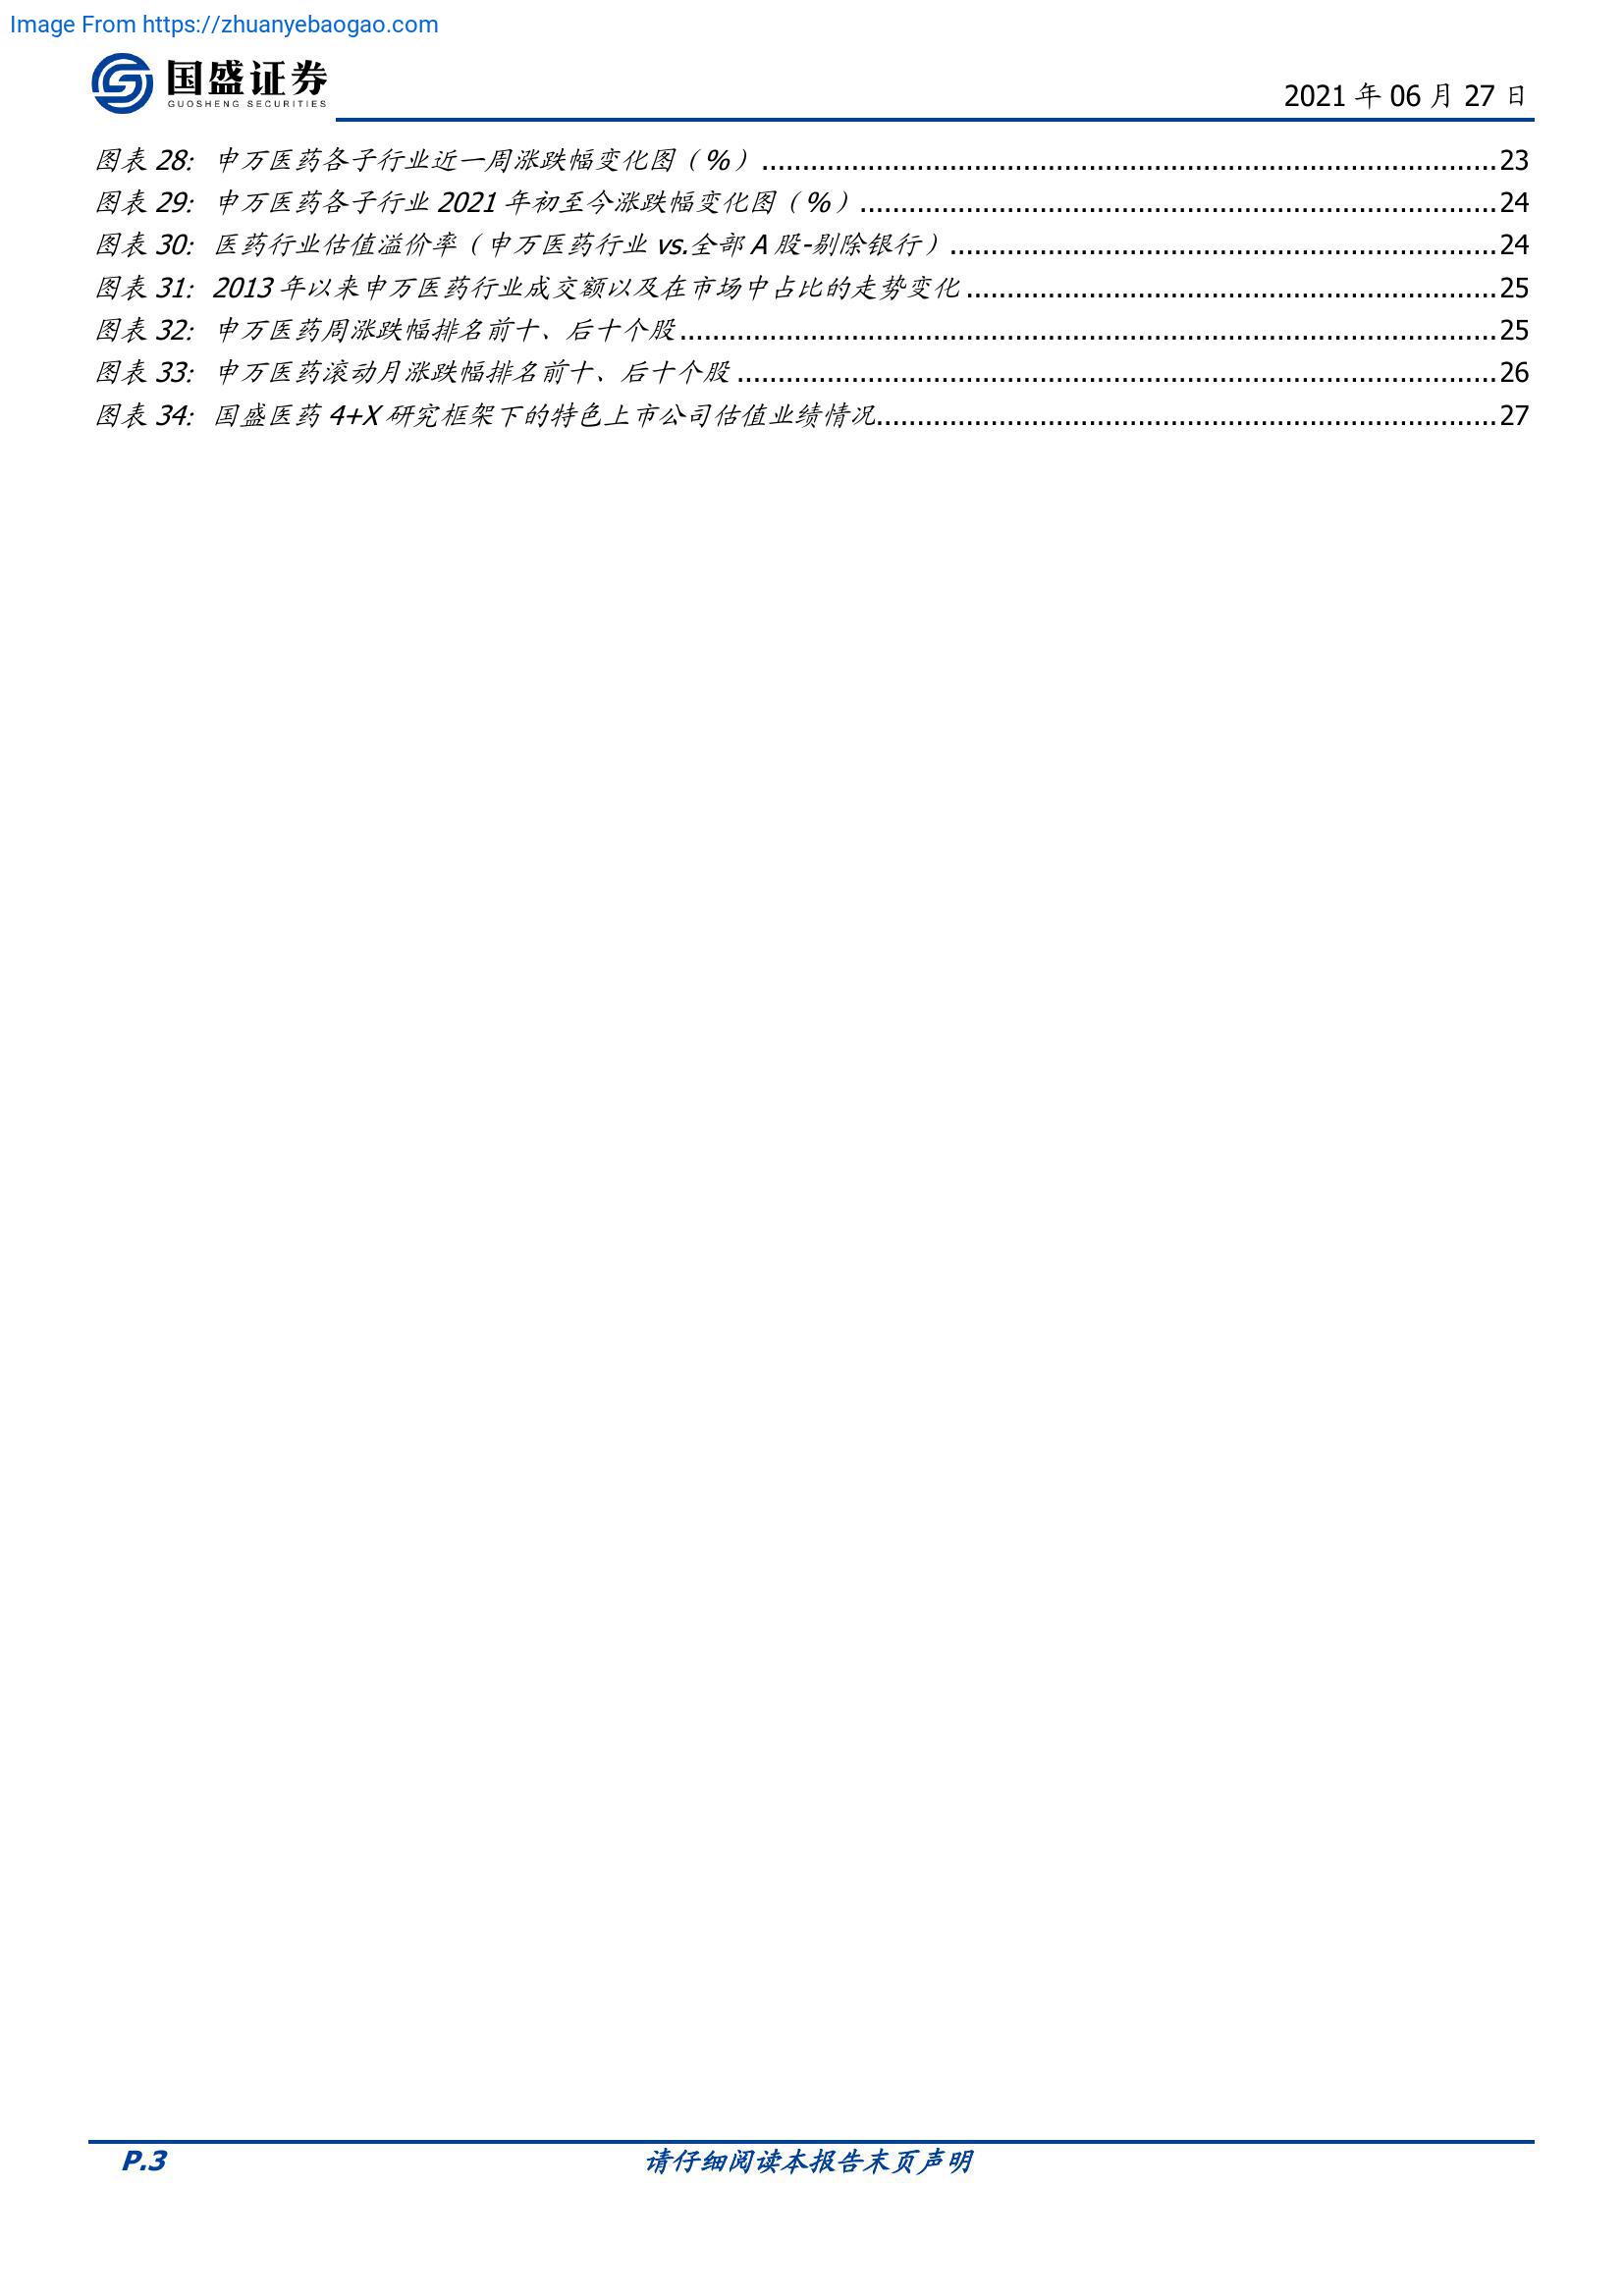 Image From https://zhuanyebaogao.com
国盛证券
GUOSHENG SECURITIES
2021 年 06 月 27 日
图表 28: 申万医药各子行业近一周涨跌幅变化图（%）........................................................................................23
图表 29: 申万医药各子行业 2021 年初至今涨跌幅变化图（%）............................................................................24
图表 30: 医药行业估值溢价率（申万医药行业 vs.全部 A 股-剔除银行）..................................................................24
图表 31: 2013 年以来申万医药行业成交额以及在市场中占比的走势变化................................................................25
图表 32: 申万医药周涨跌幅排名前十、后十个股..................................................................................................25
图表 33: 申万医药滚动月涨跌幅排名前十、后十个股...........................................................................................26
图表 34: 国盛医药 4+X 研究框架下的特色上市公司估值业绩情况..........................................................................27
P.3
请仔细阅读本报告末页声明